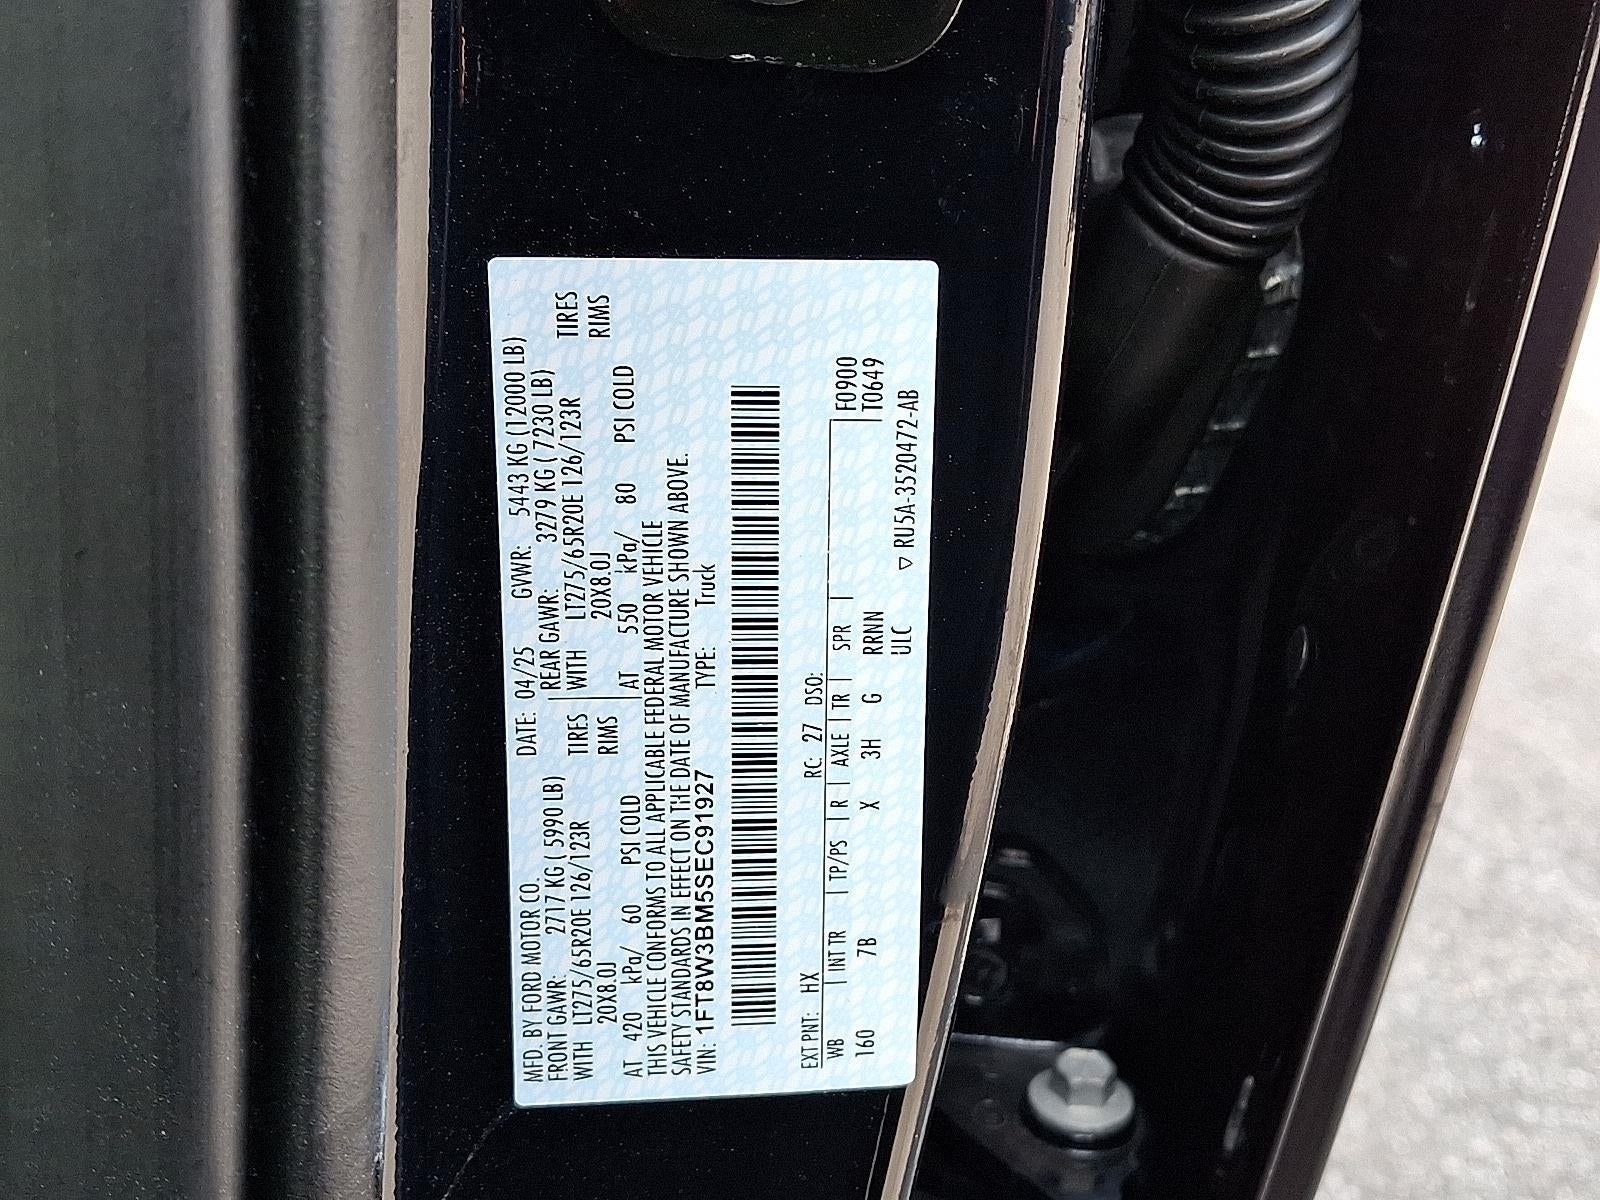 MFD. BY FORD MOTOR CO. DATE: 04/25 GVWR: 5443 KG (12000 LB)
FRONT GAWR: 2717 KG ( 5990 LB) REAR GAWR: 3279 KG ( 7230 LB)
WITH LT275/65R20E 126/123R TIRES WITH LT275/65R20E 126/123R TIRES
20X8.0J RIMS 20X8.0J RIMS
AT 420 kPa/ 60 PSI COLD AT 550 kPa/ 80 PSI COLD
THIS VEHICLE CONFORMS TO ALL APPLICABLE FEDERAL MOTOR VEHICLE
SAFETY STANDARDS IN EFFECT ON THE DATE OF MANUFACTURE SHOWN ABOVE.
VIN: 1FT8W3BM5SEC91927 TYPE: Truck
EXT PNT: HX RC: 27 DSO:
WB | INT TR | TP/PS | R | AXLE | TR | SPR | F0900
160 7B X 3H G RRNN T0649
ULC
▽ RU5A-3520472-AB